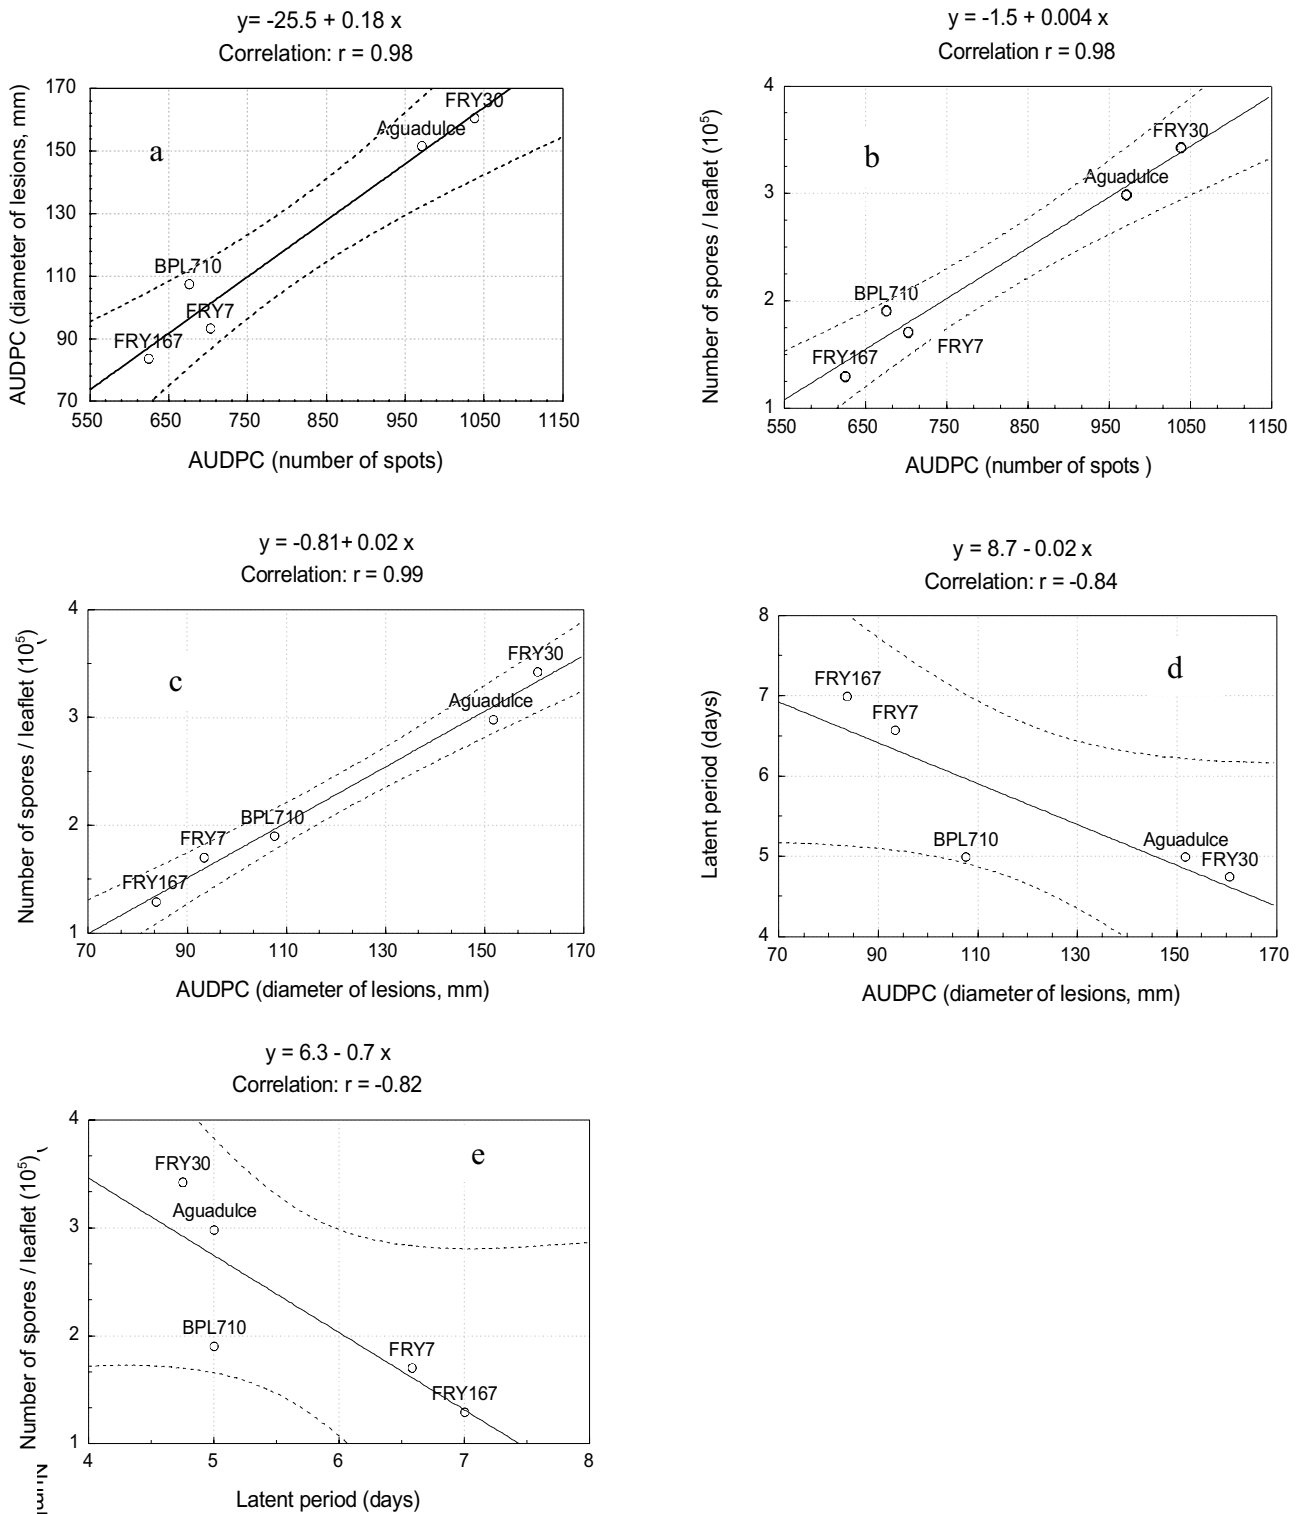 y= -25.5 + 0.18 x
Correlation: r = 0.98
AUDPC (diameter of lesions, mm)
170
150
130
110
90
70
a
FRY30
Aguadulce
BPL710
FRY7
FRY167
550 650 750 850 950 1050 1150
AUDPC (number of spots)
y = -1.5 + 0.004 x
Correlation r = 0.98
Number of spores / leaflet (10⁵)
4
3
2
1
b
FRY30
Aguadulce
BPL710
FRY7
FRY167
550 650 750 850 950 1050 1150
AUDPC (number of spots )
y = -0.81+ 0.02 x
Correlation: r = 0.99
Number of spores / leaflet (10⁵)
4
3
2
1
c
FRY30
Aguadulce
BPL710
FRY7
FRY167
70 90 110 130 150 170
AUDPC (diameter of lesions, mm)
y = 8.7 - 0.02 x
Correlation: r = -0.84
Latent period (days)
8
7
6
5
4
d
FRY167
FRY7
BPL710
Aguadulce
FRY30
70 90 110 130 150 170
AUDPC (diameter of lesions, mm)
y = 6.3 - 0.7 x
Correlation: r = -0.82
Number of spores / leaflet (10⁵)
4
3
2
1
e
FRY30
Aguadulce
BPL710
FRY7
FRY167
4 5 6 7 8
Latent period (days)